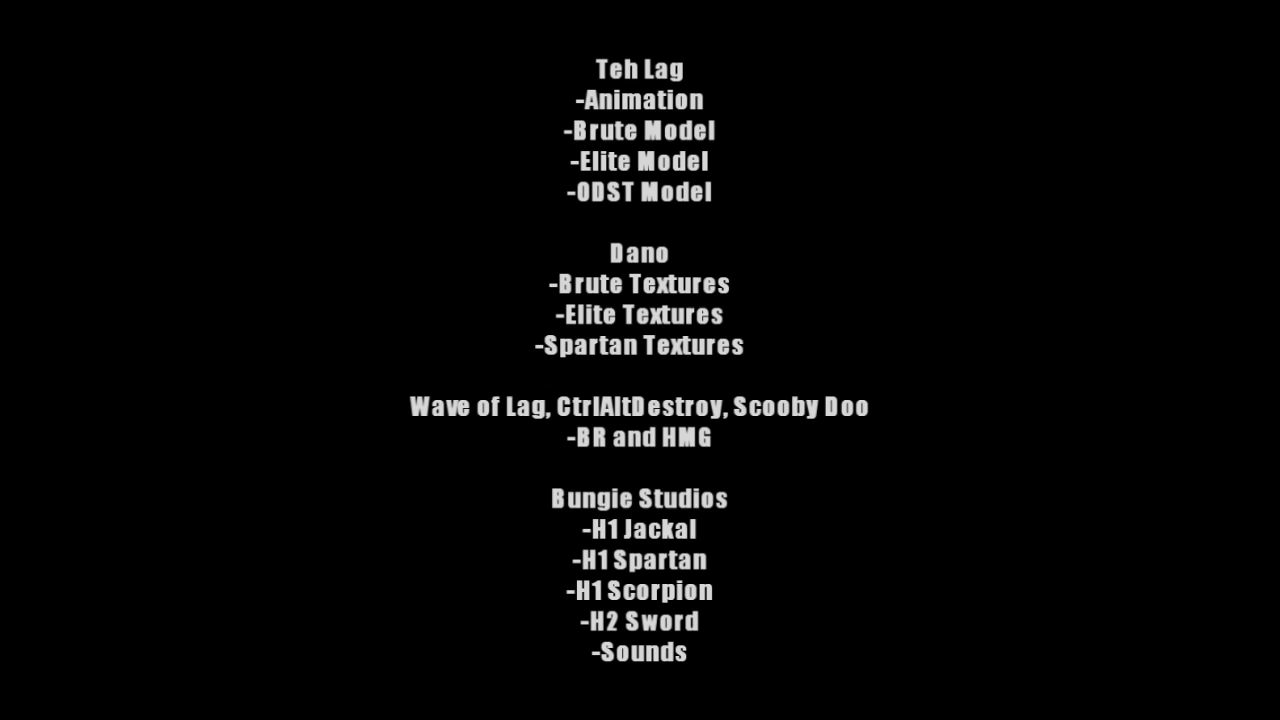 Teh Lag
-Animation
-Brute Model
-Elite Model
-ODST Model
Dano
-Brute Textures
-Elite Textures
-Spartan Textures
Wave of Lag, CtrlAltDestroy, Scooby Doo
-BR and HMG
Bungie Studios
-H1 Jackal
-H1 Spartan
-H1 Scorpion
-H2 Sword
-Sounds